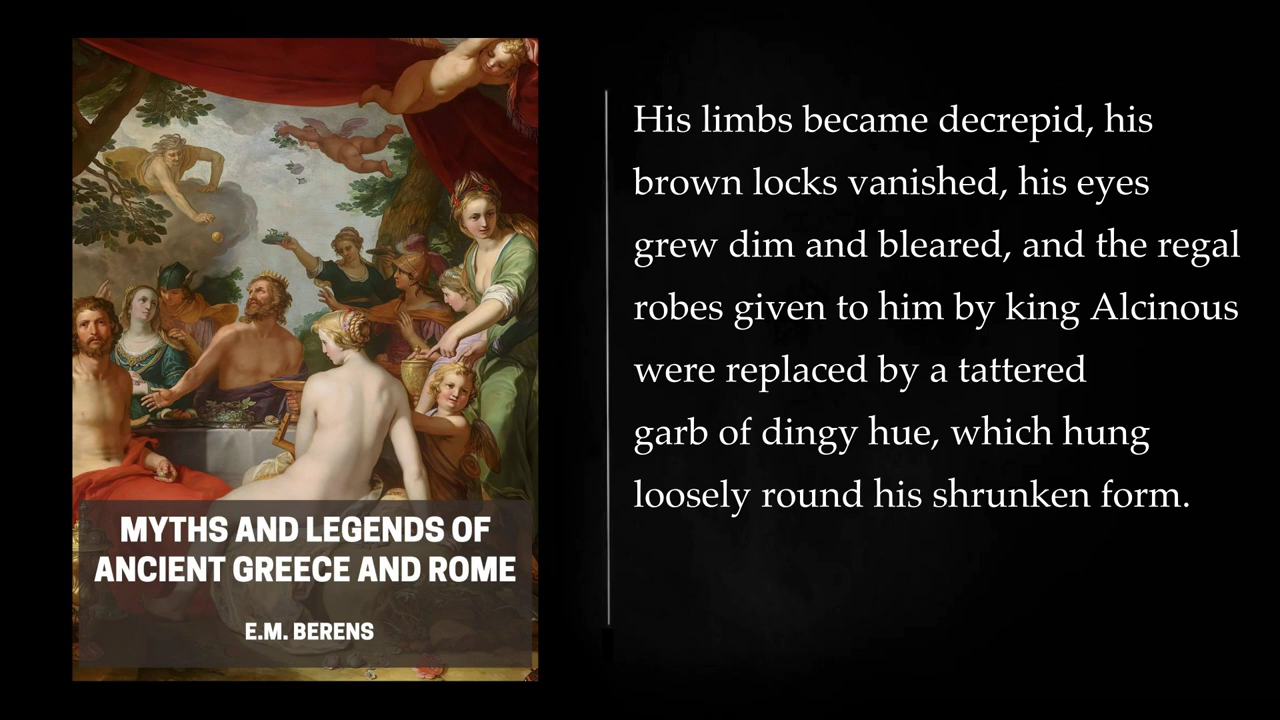 MYTHS AND LEGENDS OF
ANCIENT GREECE AND ROME
E.M. BERENS
His limbs became decrepid, his
brown locks vanished, his eyes
grew dim and bleared, and the regal
robes given to him by king Alcinous
were replaced by a tattered
garb of dingy hue, which hung
loosely round his shrunken form.